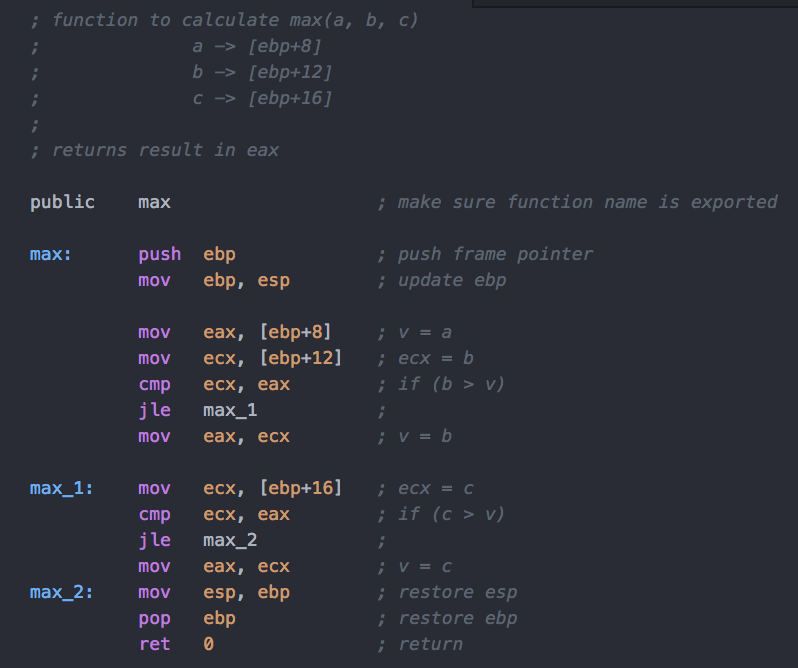 ; function to calculate max(a, b, c)
;              a -> [ebp+8]
;              b -> [ebp+12]
;              c -> [ebp+16]
;
; returns result in eax
public    max                   ; make sure function name is exported
max:      push  ebp             ; push frame pointer
          mov   ebp, esp        ; update ebp
          mov   eax, [ebp+8]    ; v = a
          mov   ecx, [ebp+12]   ; ecx = b
          cmp   ecx, eax        ; if (b > v)
          jle   max_1           ;
          mov   eax, ecx        ; v = b
max_1:    mov   ecx, [ebp+16]   ; ecx = c
          cmp   ecx, eax        ; if (c > v)
          jle   max_2           ;
          mov   eax, ecx        ; v = c
max_2:    mov   esp, ebp        ; restore esp
          pop   ebp             ; restore ebp
          ret   0               ; return